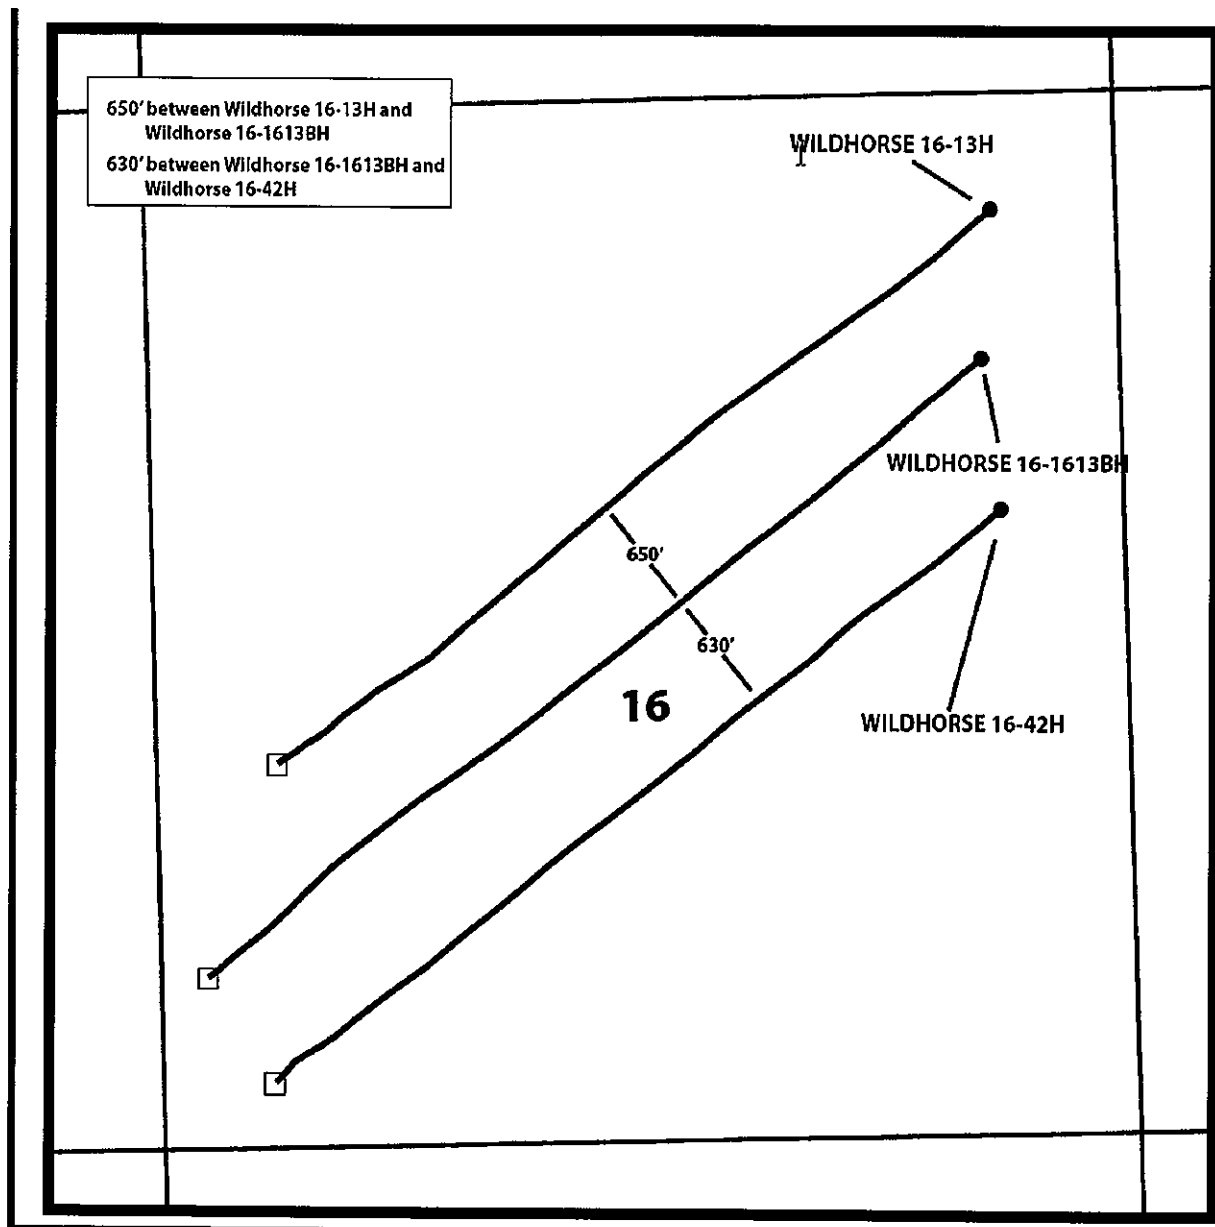 650' between Wildhorse 16-13H and
Wildhorse 16-1613BH
630' between Wildhorse 16-1613BH and
Wildhorse 16-42H
WILDHORSE 16-13H
WILDHORSE 16-1613BH
650'
630'
16
WILDHORSE 16-42H